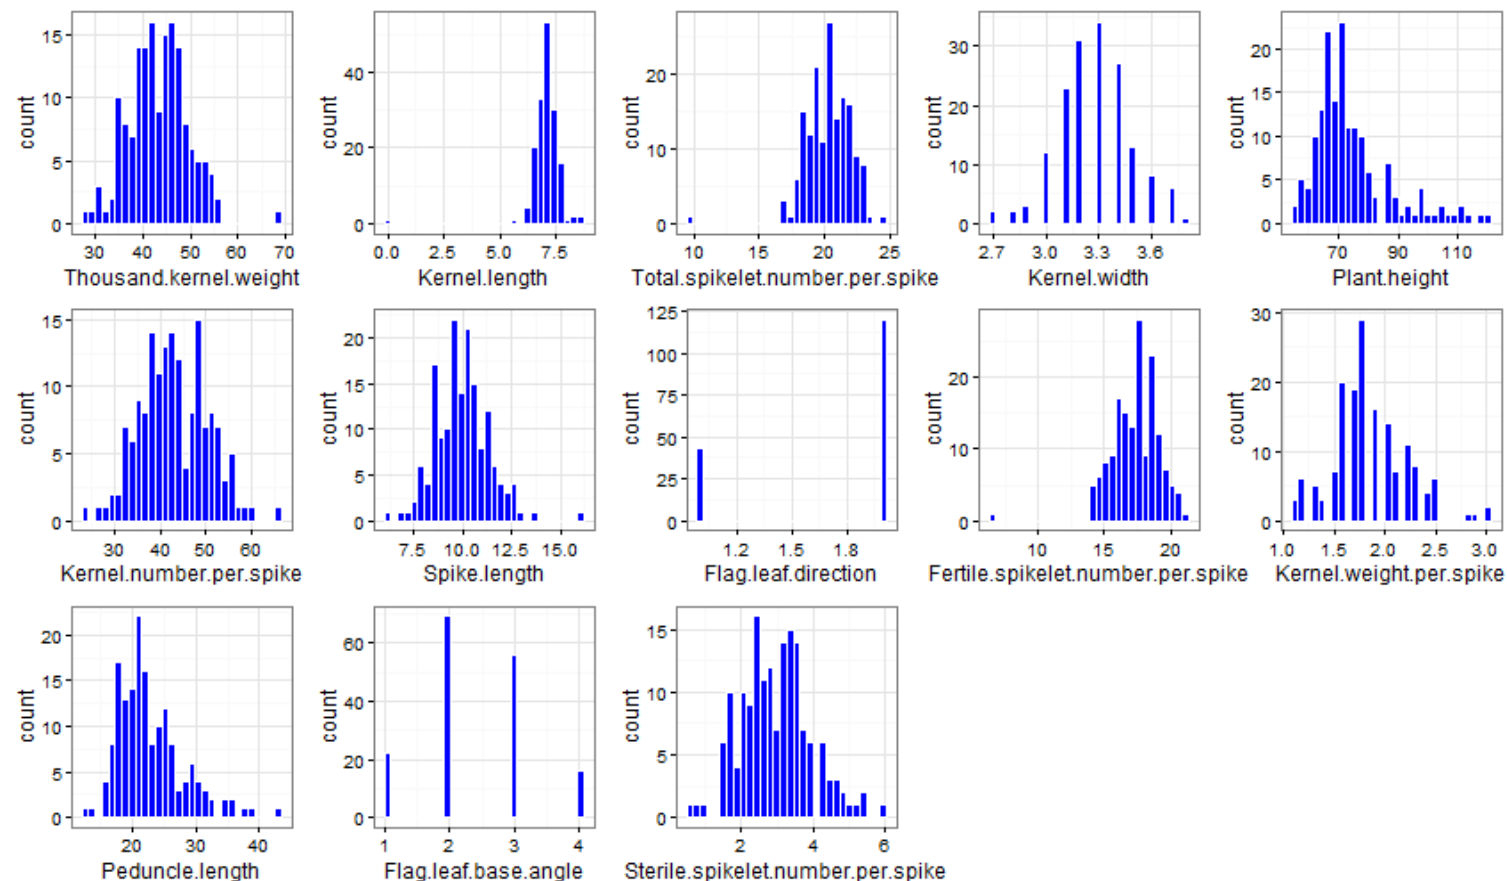 15
10
5
0
count
30 40 50 60 70
Thousand.kernel.weight
40
20
0
count
0.0 2.5 5.0 7.5
Kernel.length
20
10
0
count
10 15 20 25
Total.spikelet.number.per.spike
30
20
10
0
count
2.7 3.0 3.3 3.6
Kernel.width
20
15
10
5
0
count
70 90 110
Plant.height
15
10
5
0
count
30 40 50 60
Kernel.number.per.spike
20
15
10
5
0
count
7.5 10.0 12.5 15.0
Spike.length
125
100
75
50
25
0
count
1.2 1.5 1.8
Flag.leaf.direction
20
10
0
count
10 15 20
Fertile.spikelet.number.per.spike
30
20
10
0
count
1.0 1.5 2.0 2.5 3.0
Kernel.weight.per.spike
20
15
10
5
0
count
20 30 40
Peduncle.length
60
40
20
0
count
1 2 3 4
Flag.leaf.base.angle
15
10
5
0
count
2 4 6
Sterile.spikelet.number.per.spike